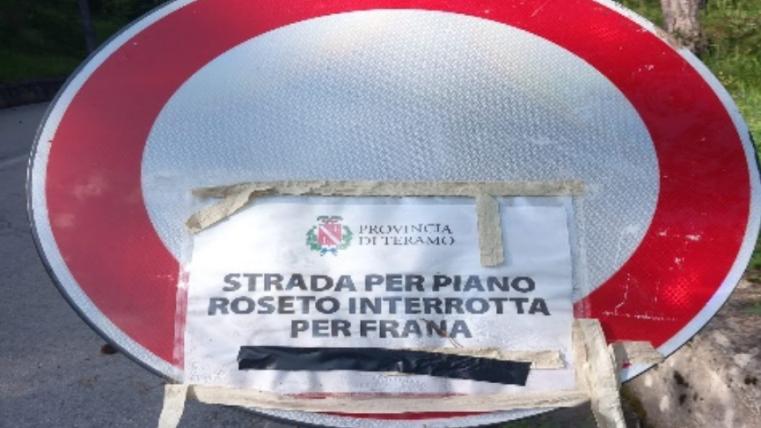 PROVINCIA
DI TERAMO
STRADA PER PIANO
ROSETO INTERROTTA
PER FRANA